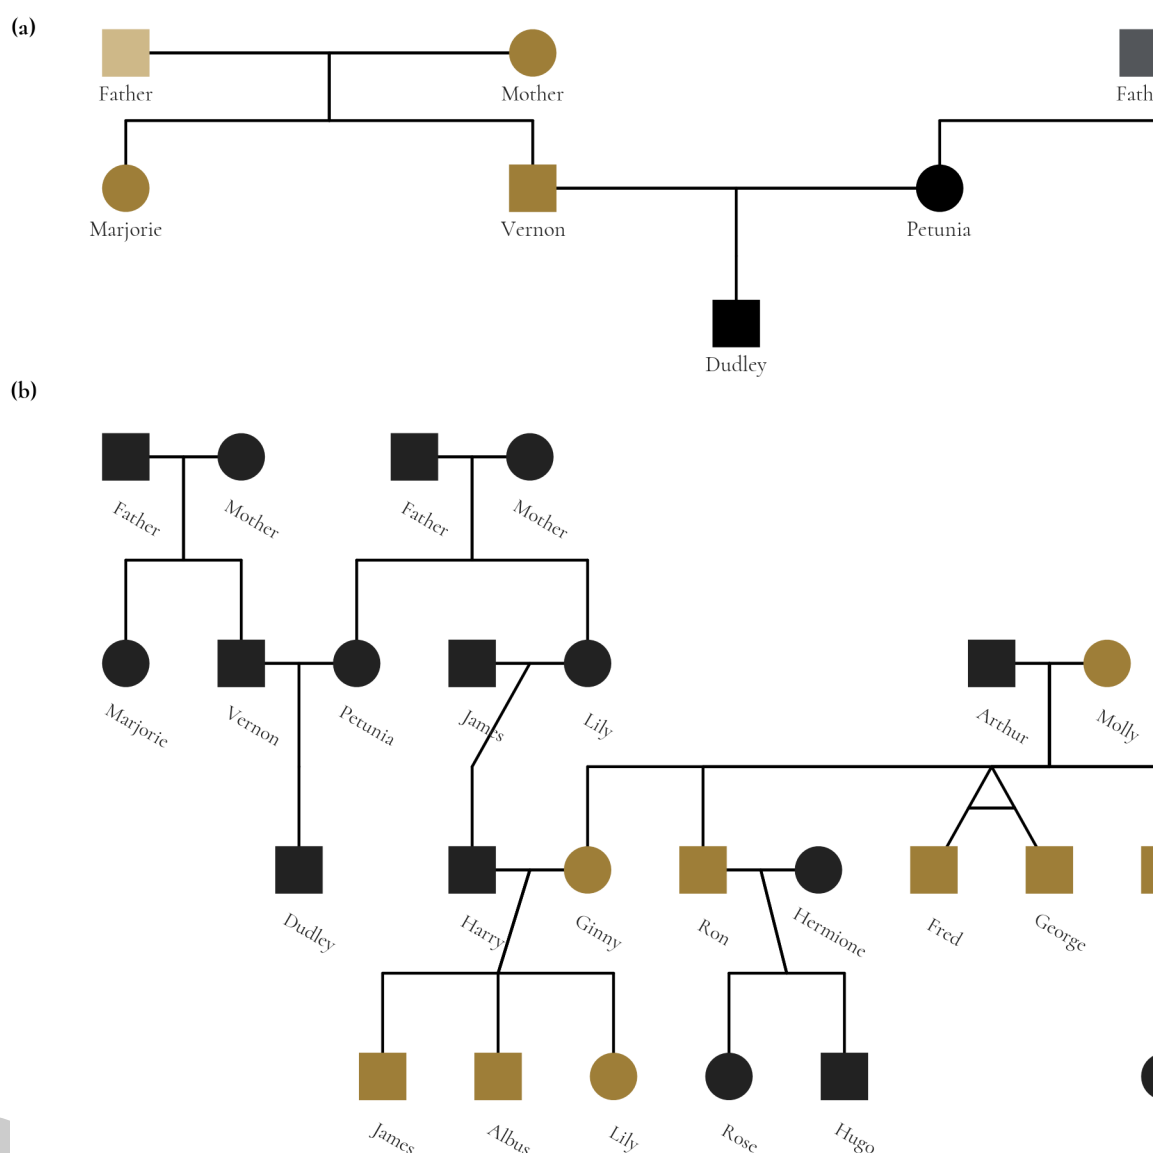 (a)
Father
Mother
Fath
Marjorie
Vernon
Petunia
Dudley
(b)
Father
Mother
Father
Mother
Marjorie
Vernon
Petunia
James
Lily
Arthur
Molly
Dudley
Harry
Ginny
Ron
Hermione
Fred
George
James
Albus
Lily
Rose
Hugo